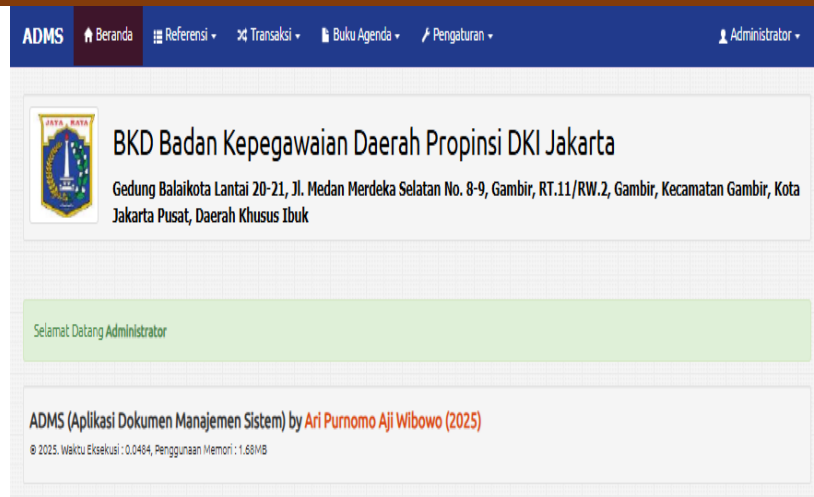 ADMS Beranda Referensi Transaksi Buku Agenda Pengaturan Administrator
JAYA RAYA
BKD Badan Kepegawaian Daerah Propinsi DKI Jakarta
Gedung Balaikota Lantai 20-21, Jl. Medan Merdeka Selatan No. 8-9, Gambir, RT.11/RW.2, Gambir, Kecamatan Gambir, Kota
Jakarta Pusat, Daerah Khusus Ibuk
Selamat Datang Administrator
ADMS (Aplikasi Dokumen Manajemen Sistem) by Ari Purnomo Aji Wibowo (2025)
© 2025. Waktu Eksekusi : 0.0484, Penggunaan Memori : 1.68MB